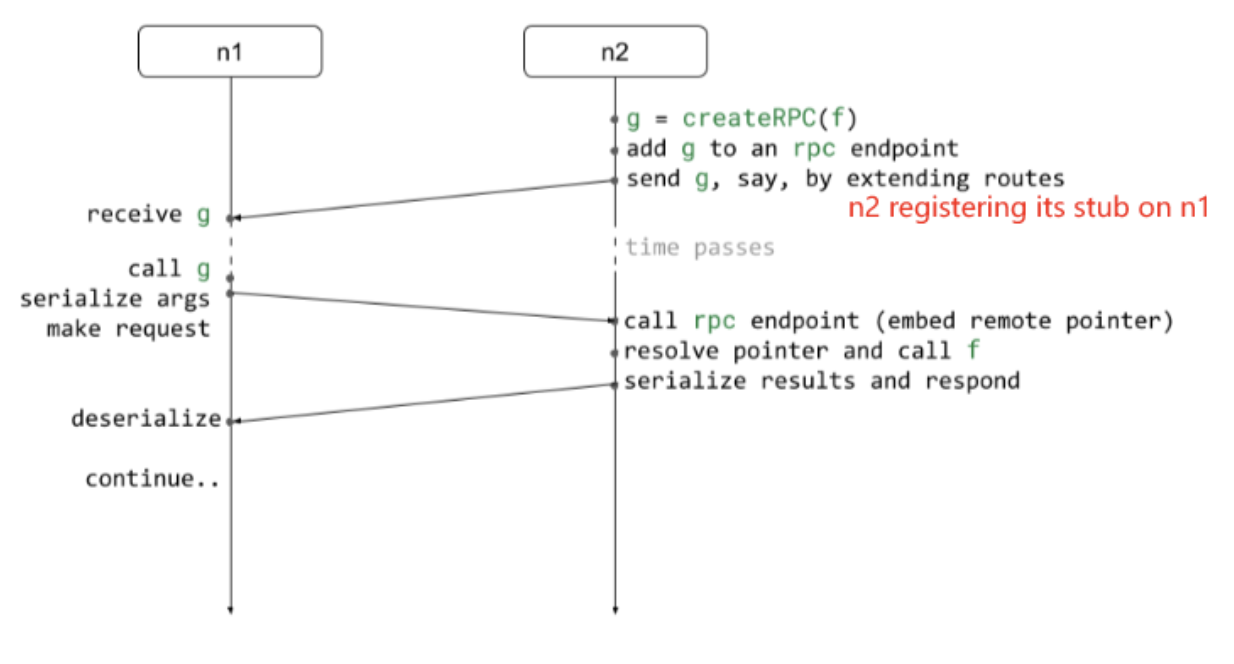 n1
n2
g = createRPC(f)
add g to an rpc endpoint
send g, say, by extending routes
n2 registering its stub on n1
receive g
time passes
call g
serialize args
make request
call rpc endpoint (embed remote pointer)
resolve pointer and call f
serialize results and respond
deserialize
continue..